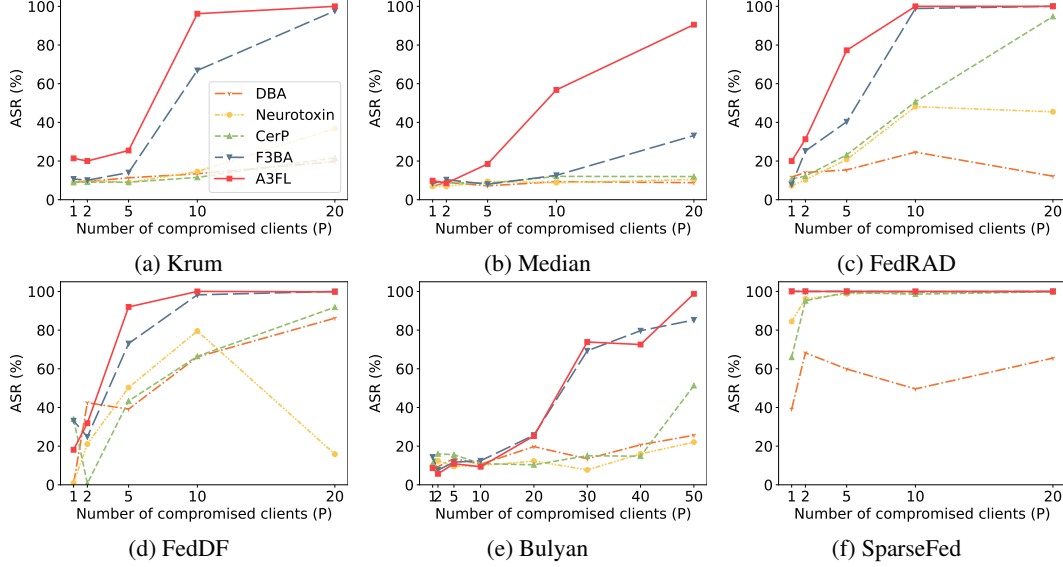 100
80
60
40
20
0
ASR (%)
DBA
Neurotoxin
CerP
F3BA
A3FL
1 2 5 10 20
Number of compromised clients (P)
(a) Krum
100
80
60
40
20
0
ASR (%)
1 2 5 10 20
Number of compromised clients (P)
(b) Median
100
80
60
40
20
0
ASR (%)
1 2 5 10 20
Number of compromised clients (P)
(c) FedRAD
100
80
60
40
20
0
ASR (%)
1 2 5 10 20
Number of compromised clients (P)
(d) FedDF
100
80
60
40
20
0
ASR (%)
1 2 5 10 20 30 40 50
Number of compromised clients (P)
(e) Bulyan
100
80
60
40
20
0
ASR (%)
1 2 5 10 20
Number of compromised clients (P)
(f) SparseFed